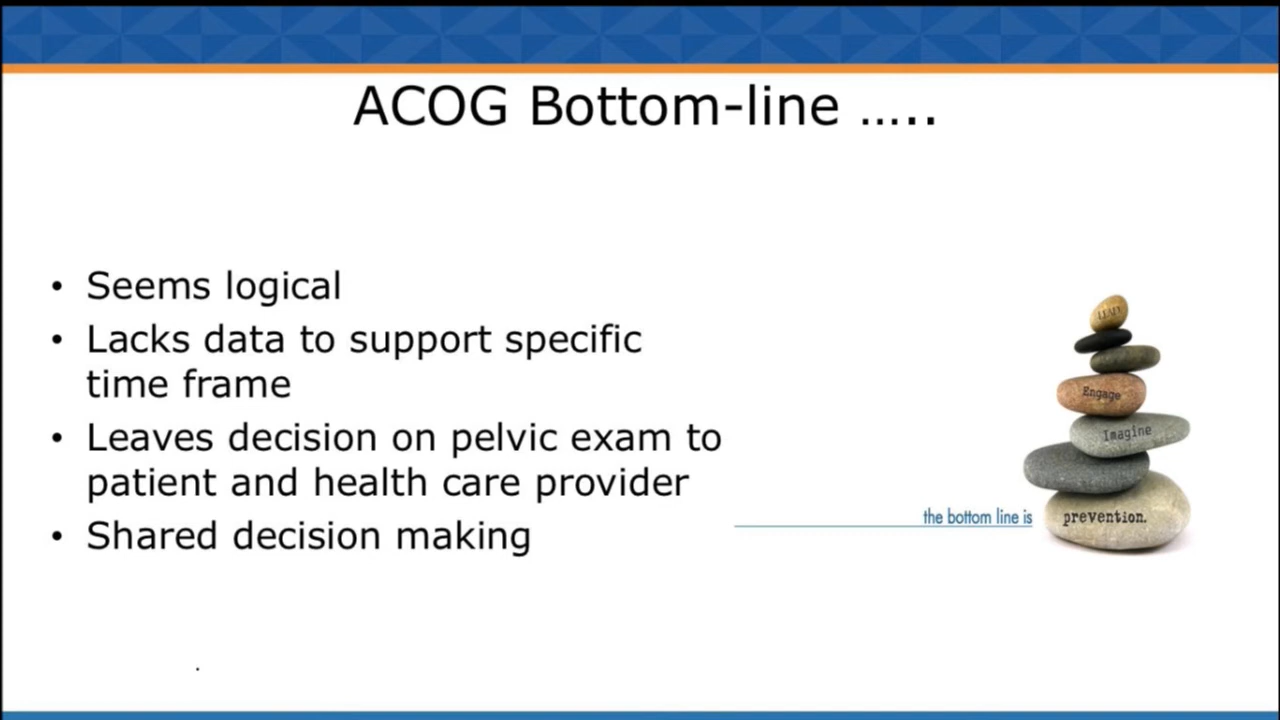 ACOG Bottom-line …..
• Seems logical
• Lacks data to support specific
time frame
• Leaves decision on pelvic exam to
patient and health care provider
• Shared decision making
.
Engage
Imagine
the bottom line is
prevention.